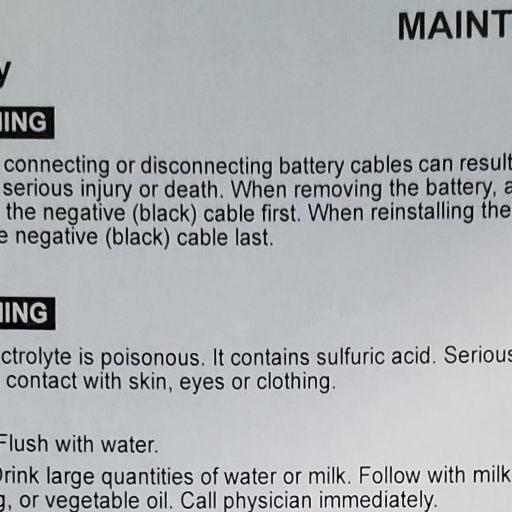 MAINT
y
ING
connecting or disconnecting battery cables can result
serious injury or death. When removing the battery, a
the negative (black) cable first. When reinstalling the
e negative (black) cable last.
NING
ctrolyte is poisonous. It contains sulfuric acid. Serious
contact with skin, eyes or clothing.
Flush with water.
Drink large quantities of water or milk. Follow with milk
g, or vegetable oil. Call physician immediately.